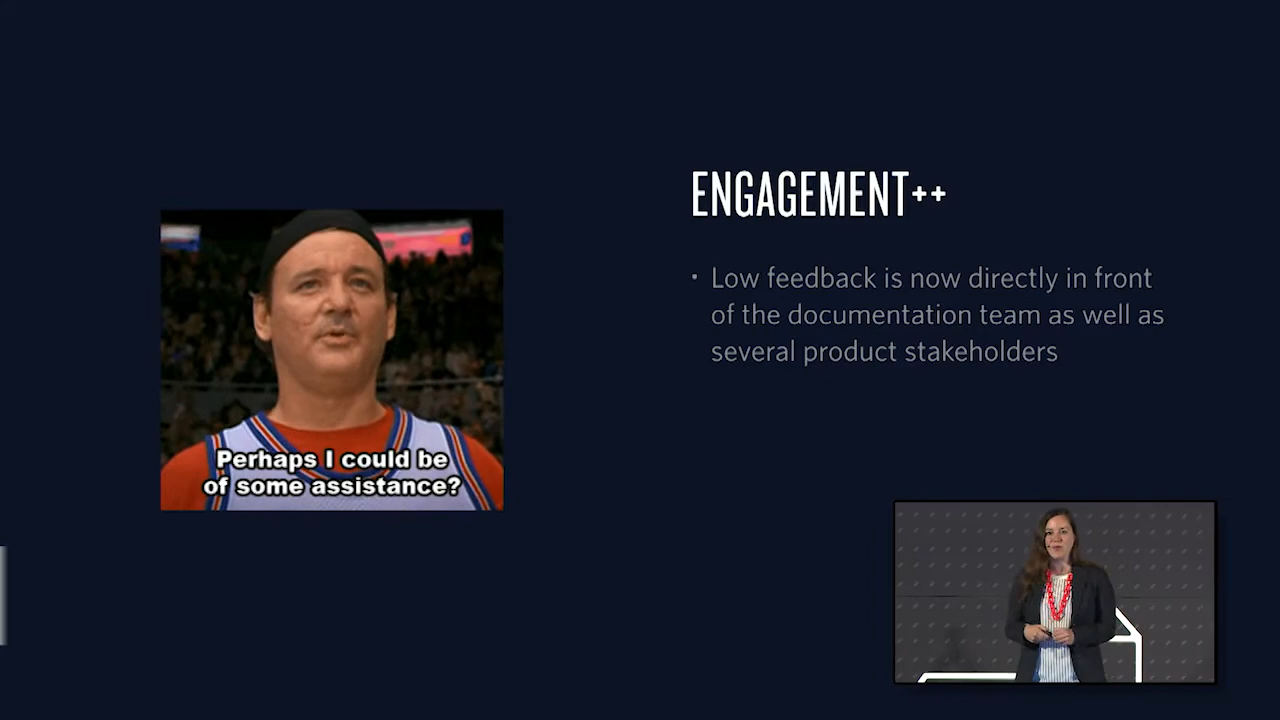 ENGAGEMENT++
• Low feedback is now directly in front
of the documentation team as well as
several product stakeholders
Perhaps I could be
of some assistance?